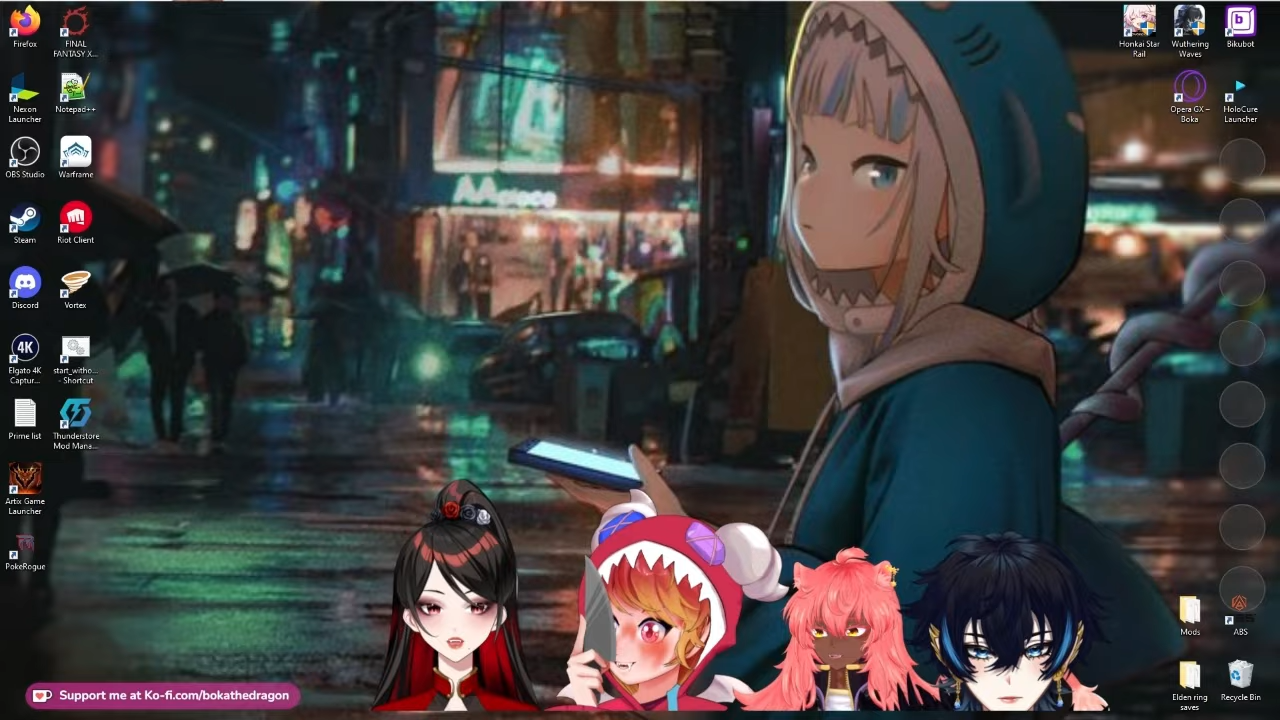 Firefox
FINAL
FANTASY X...
Nexon
Launcher
Notepad++
OBS Studio
Warframe
Steam
Riot Client
Discord
Vortex
4K
Elgato 4K
Captur...
start_witho...
- Shortcut
Prime list
Thunderstore
Mod Mana...
Artix Game
Launcher
PokeRogue
Honkai Star
Rail
Wuthering
Waves
Bikubot
Opera GX –
Boka
HoloCure
Launcher
Mods
ABS
Elden ring
saves
Recycle Bin
Support me at Ko-fi.com/bokathedragon